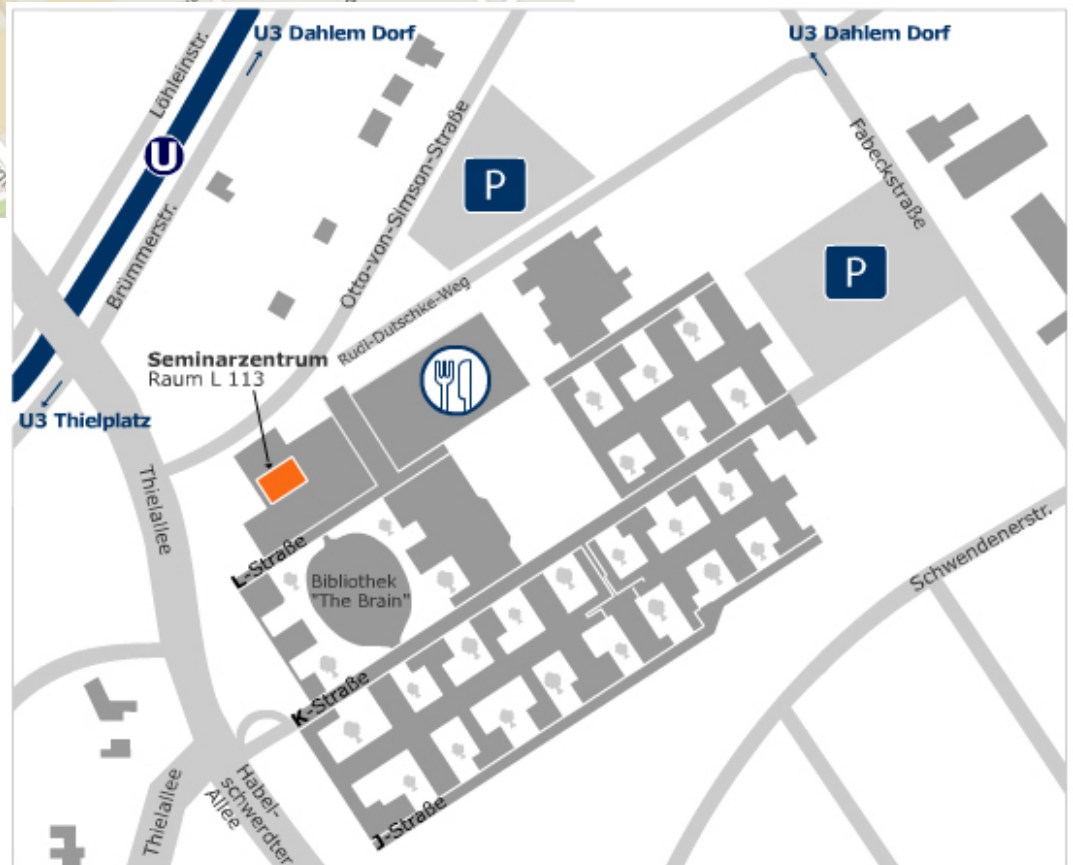 U3 Dahlem Dorf
U3 Dahlem Dorf
Löhleinstr.
U
P
Otto-von-Simson-Straße
Fabeckstraße
Brümmerstr.
P
Rudi-Dutschke-Weg
Seminarzentrum
Raum L 113
U3 Thielplatz
Thielallee
L-Straße
Bibliothek
"The Brain"
Schwendenerstr.
K-Straße
Thielallee
Habel-
schwerdter
Allee
J-Straße